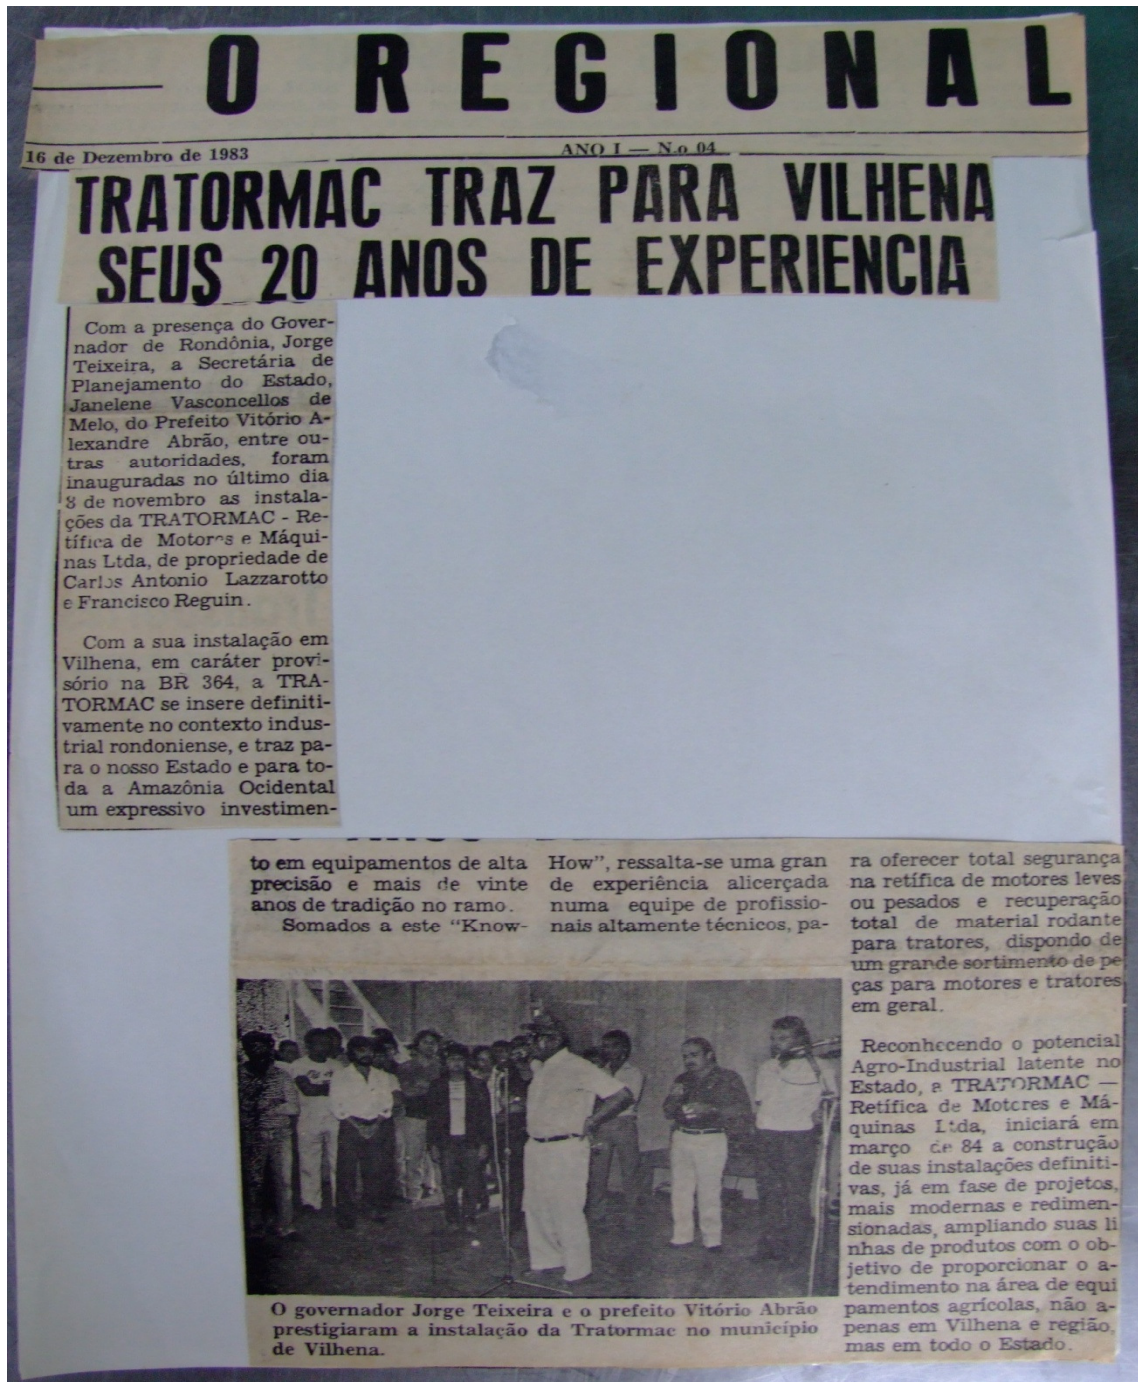 O REGIONAL
16 de Dezembro de 1983
ANO I — N.o 04
TRATORMAC TRAZ PARA VILHENA
SEUS 20 ANOS DE EXPERIENCIA
Com a presença do Gover-
nador de Rondônia, Jorge
Teixeira, a Secretária de
Planejamento do Estado,
Janelene Vasconcellos de
Melo, do Prefeito Vitório A-
lexandre Abrão, entre ou-
tras autoridades, foram
inauguradas no último dia
8 de novembro as instala-
ções da TRATORMAC - Re-
tífica de Motores e Máqui-
nas Ltda, de propriedade de
Carlos Antonio Lazzarotto
e Francisco Reguin.
Com a sua instalação em
Vilhena, em caráter provi-
sório na BR 364, a TRA-
TORMAC se insere definiti-
vamente no contexto indus-
trial rondoniense, e traz pa-
ra o nosso Estado e para to-
da a Amazônia Ocidental
um expressivo investimen-
to em equipamentos de alta
precisão e mais de vinte
anos de tradição no ramo.
Somados a este "Know-
How", ressalta-se uma gran
de experiência alicerçada
numa equipe de profissio-
nais altamente técnicos, pa-
ra oferecer total segurança
na retífica de motores leves
ou pesados e recuperação
total de material rodante
para tratores, dispondo de
um grande sortimento de pe
ças para motores e tratores
em geral.
Reconhecendo o potencial
Agro-Industrial latente no
Estado, a TRATORMAC —
Retífica de Motores e Má-
quinas Ltda, iniciará em
março de 84 a construção
de suas instalações definiti-
vas, já em fase de projetos,
mais modernas e redimen-
sionadas, ampliando suas li
nhas de produtos com o ob-
jetivo de proporcionar o a-
tendimento na área de equi
pamentos agrícolas, não a-
penas em Vilhena e região,
mas em todo o Estado.
O governador Jorge Teixeira e o prefeito Vitório Abrão
prestigiaram a instalação da Tratormac no município
de Vilhena.